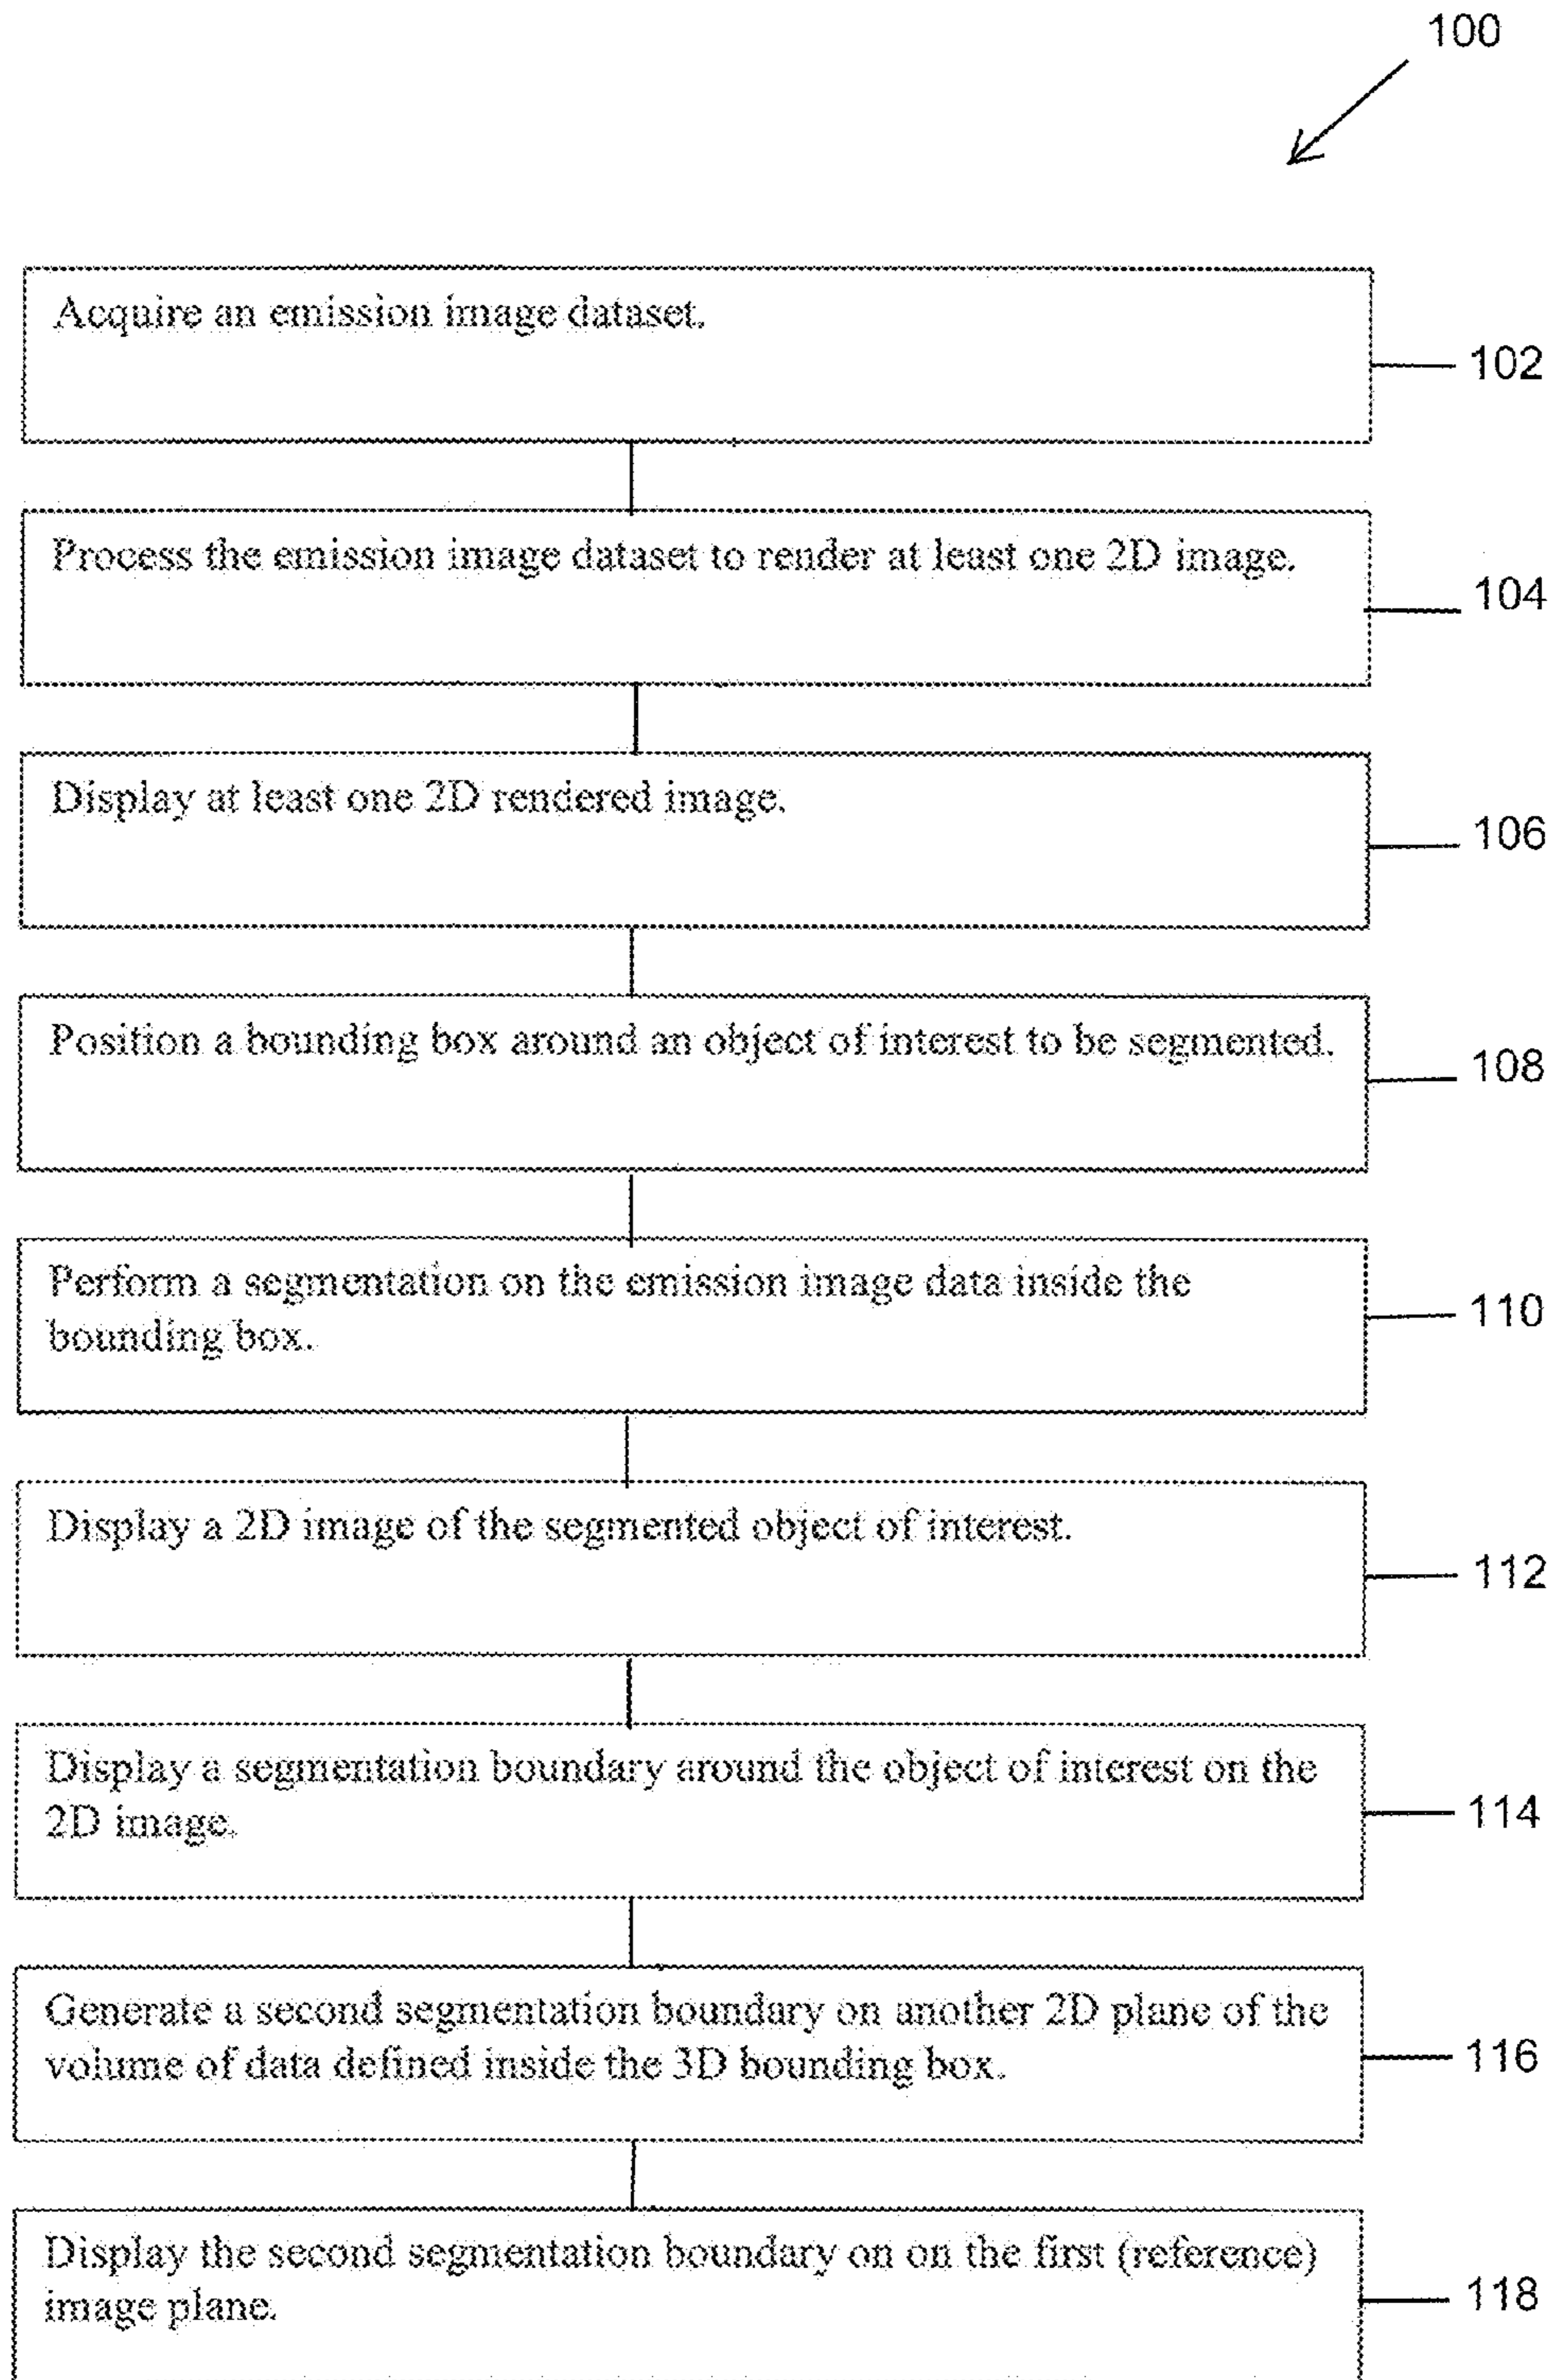 100
Acquire an emission image dataset.
102
Process the emission image dataset to render at least one 2D image.
104
Display at least one 2D rendered image.
106
Position a bounding box around an object of interest to be segmented.
108
Perform a segmentation on the emission image data inside the
bounding box.
110
Display a 2D image of the segmented object of interest.
112
Display a segmentation boundary around the object of interest on the
2D image.
114
Generate a second segmentation boundary on another 2D plane of the
volume of data defined inside the 3D bounding box.
116
Display the second segmentation boundary on on the first (reference)
image plane.
118